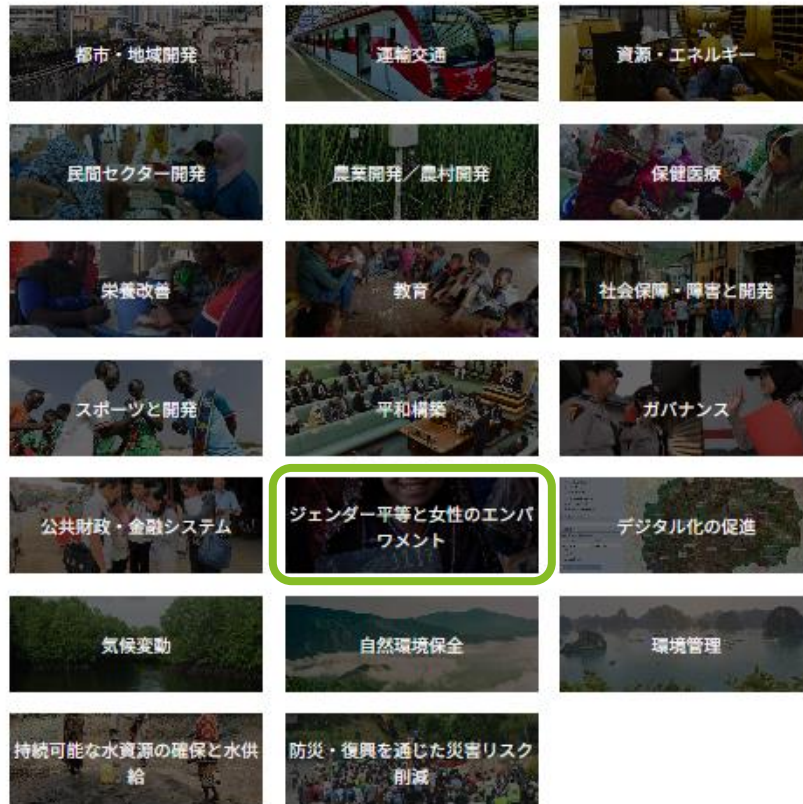 都市・地域開発
運輸交通
資源・エネルギー
民間セクター開発
農業開発／農村開発
保健医療
栄養改善
教育
社会保障・障害と開発
スポーツと開発
平和構築
ガバナンス
公共財政・金融システム
ジェンダー平等と女性のエンパ
ワメント
デジタル化の促進
気候変動
自然環境保全
環境管理
持続可能な水資源の確保と水供
給
防災・復興を通じた災害リスク
削減